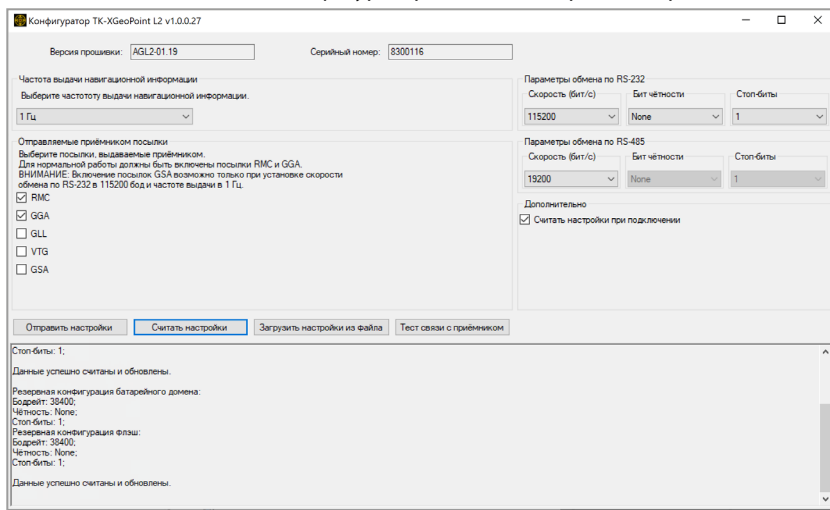 Конфигуратор TK-XGeoPoint L2 v1.0.0.27
Версия прошивки: AGL2-01.19
Серийный номер: 8300116
Частота выдачи навигационной информации
Выберите частототу выдачи навигационной информации.
1 Гц
Отправляемые приёмником посылки
Выберите посылки, выдаваемые приёмником.
Для нормальной работы должны быть включены посылки RMC и GGA.
ВНИМАНИЕ: Включение посылок GSA возможно только при установке скорости
обмена по RS-232 в 115200 бод и частоте выдачи в 1 Гц.
RMC
GGA
GLL
VTG
GSA
Параметры обмена по RS-232
Скорость (бит/с) Бит чётности Стоп-биты
115200 None 1
Параметры обмена по RS-485
Скорость (бит/с) Бит чётности Стоп-биты
19200 None 1
Дополнительно
Считать настройки при подключении
Отправить настройки Считать настройки Загрузить настройки из файла Тест связи с приёмником
Стоп-биты: 1;
Данные успешно считаны и обновлены.
Резервная конфигурация батарейного домена:
Бодрейт: 38400;
Чётность: None;
Стоп-биты: 1;
Резервная конфигурация флэш:
Бодрейт: 38400;
Чётность: None;
Стоп-биты: 1;
Данные успешно считаны и обновлены.